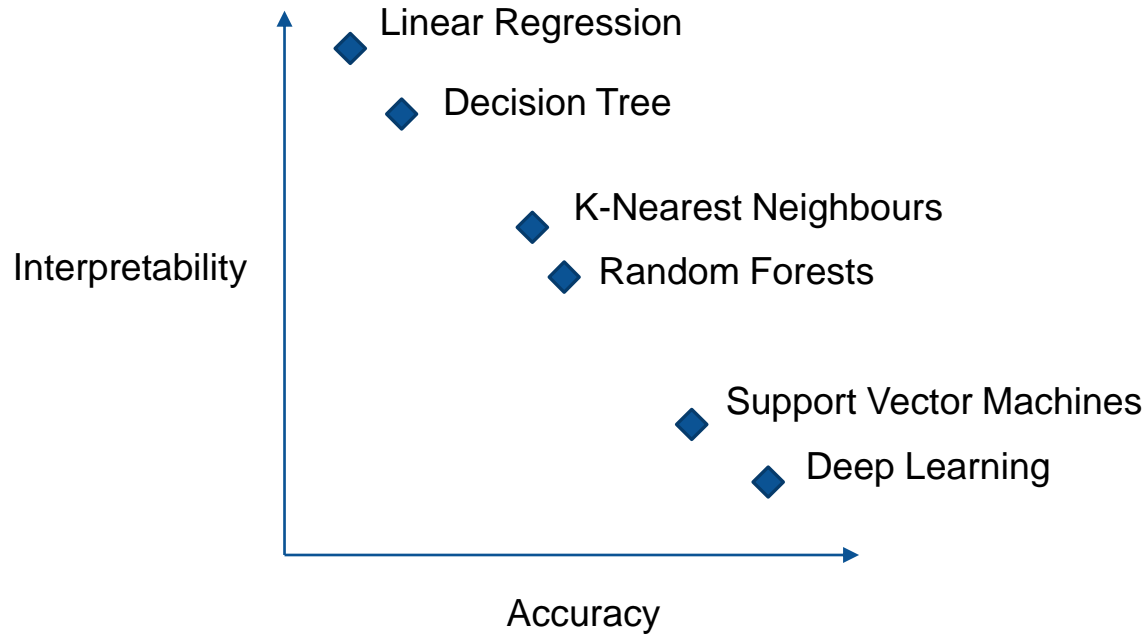 Linear Regression
Decision Tree
K-Nearest Neighbours
Interpretability
Random Forests
Support Vector Machines
Deep Learning
Accuracy